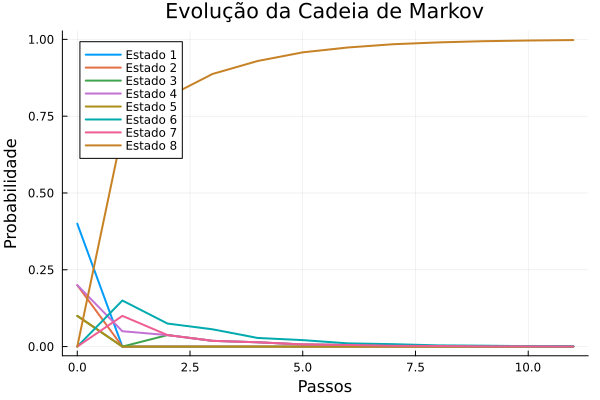 Evolução da Cadeia de Markov
1.00
Estado 1
Estado 2
Estado 3
Estado 4
Estado 5
Estado 6
Estado 7
Estado 8
0.75
0.50
0.25
0.00
Probabilidade
0.0 2.5 5.0 7.5 10.0
Passos